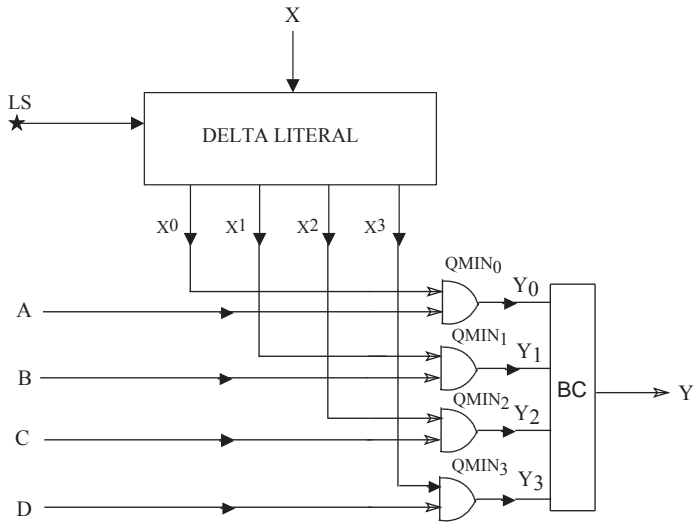 X
LS
DELTA LITERAL
X0 X1 X2 X3
QMIN0
A
Y0
QMIN1
B
Y1
BC
Y
QMIN2
C
Y2
QMIN3
D
Y3